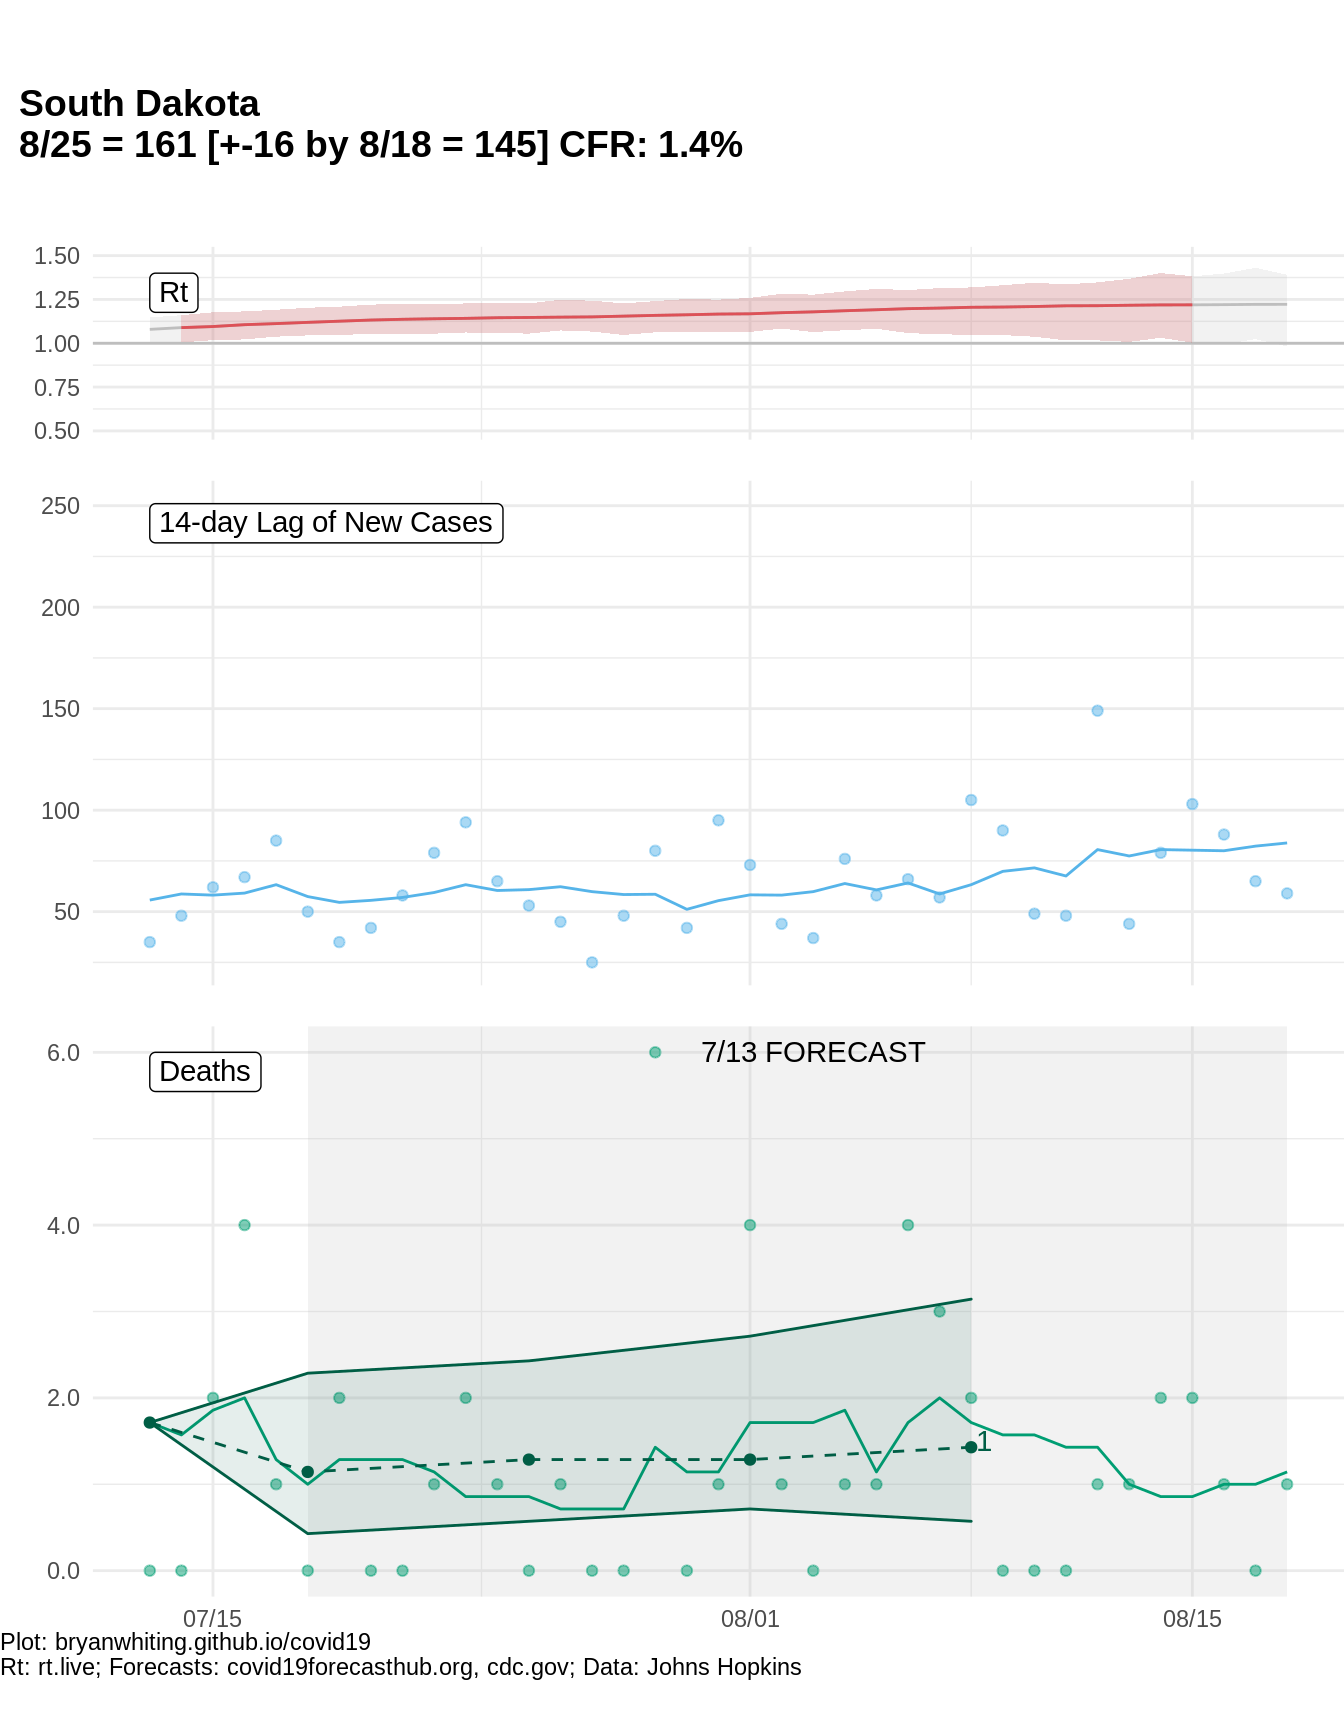 South Dakota
8/25 = 161 [+-16 by 8/18 = 145] CFR: 1.4%
1.50
Rt
1.25
1.00
0.75
0.50
250
14-day Lag of New Cases
200
150
100
50
6.0
7/13 FORECAST
Deaths
4.0
2.0
1
0.0
07/15 08/01 08/15
Plot: bryanwhiting.github.io/covid19
Rt: rt.live; Forecasts: covid19forecasthub.org, cdc.gov; Data: Johns Hopkins